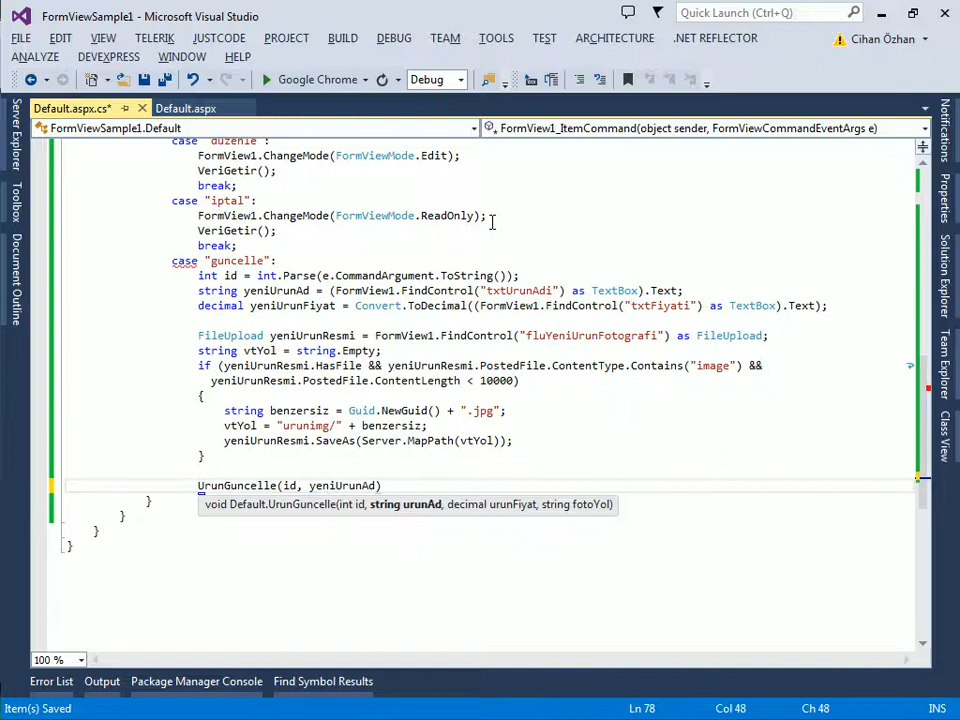 FormViewSample1 - Microsoft Visual Studio
Quick Launch (Ctrl+Q)
FILE EDIT VIEW TELERIK JUSTCODE PROJECT BUILD DEBUG TEAM TOOLS TEST ARCHITECTURE .NET REFLECTOR
Cihan Özhan
ANALYZE DEVEXPRESS WINDOW HELP
Google Chrome Debug
Default.aspx.cs* Default.aspx
FormViewSample1.Default FormView1_ItemCommand(object sender, FormViewCommandEventArgs e)
case "duzenle":
FormView1.ChangeMode(FormViewMode.Edit);
VeriGetir();
break;
case "iptal":
FormView1.ChangeMode(FormViewMode.ReadOnly);
VeriGetir();
break;
case "guncelle":
int id = int.Parse(e.CommandArgument.ToString());
string yeniUrunAd = (FormView1.FindControl("txtUrunAdi") as TextBox).Text;
decimal yeniUrunFiyat = Convert.ToDecimal((FormView1.FindControl("txtFiyati") as TextBox).Text);
FileUpload yeniUrunResmi = FormView1.FindControl("fluYeniUrunFotografi") as FileUpload;
string vtYol = string.Empty;
if (yeniUrunResmi.HasFile && yeniUrunResmi.PostedFile.ContentType.Contains("image") &&
yeniUrunResmi.PostedFile.ContentLength < 10000)
{
string benzersiz = Guid.NewGuid() + ".jpg";
vtYol = "urunimg/" + benzersiz;
yeniUrunResmi.SaveAs(Server.MapPath(vtYol));
}
UrunGuncelle(id, yeniUrunAd)
void Default.UrunGuncelle(int id, string urunAd, decimal urunFiyat, string fotoYol)
}
}
}
}
100 %
Error List Output Package Manager Console Find Symbol Results
Item(s) Saved Ln 78 Col 48 Ch 48 INS
Server Explorer
Toolbox
Document Outline
Notifications
Properties
Solution Explorer
Team Explorer
Class View